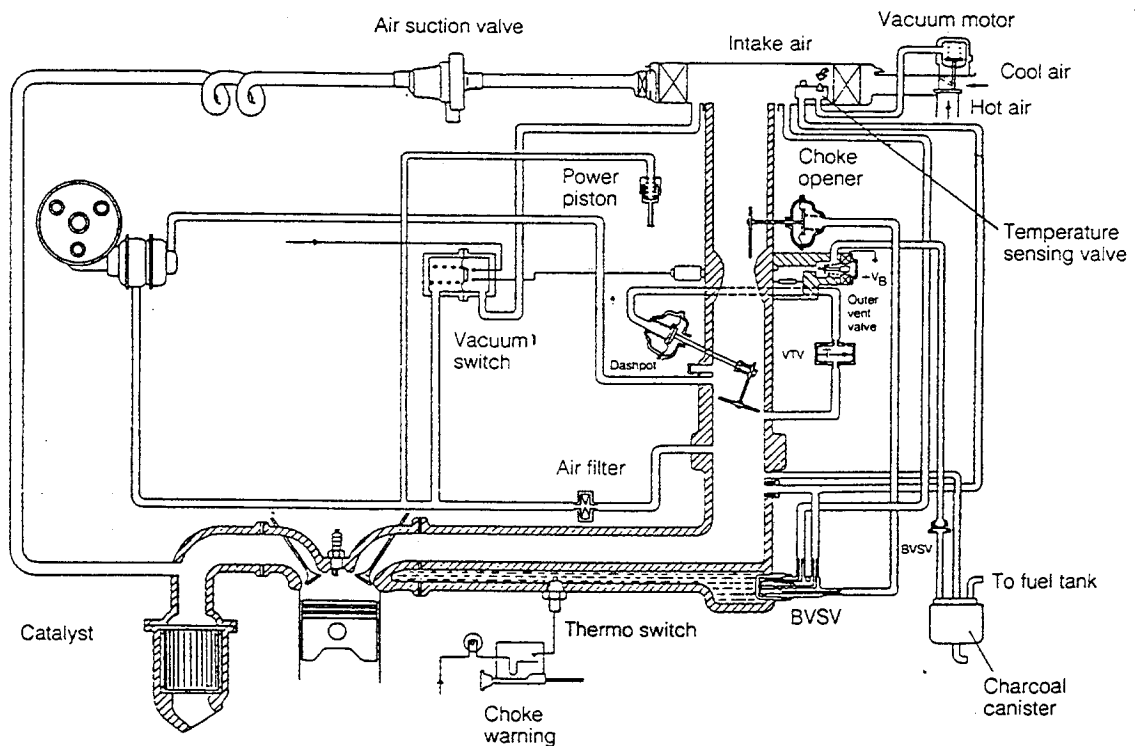 Air suction valve
Vacuum motor
Intake air
Cool air
Hot air
Power
piston
Choke
opener
Temperature
sensing valve
VB
Outer
vent
valve
Vacuum
switch
Dashpot
VTV
Air filter
BVSV
To fuel tank
Catalyst
Thermo switch
BVSV
Choke
warning
Charcoal
canister